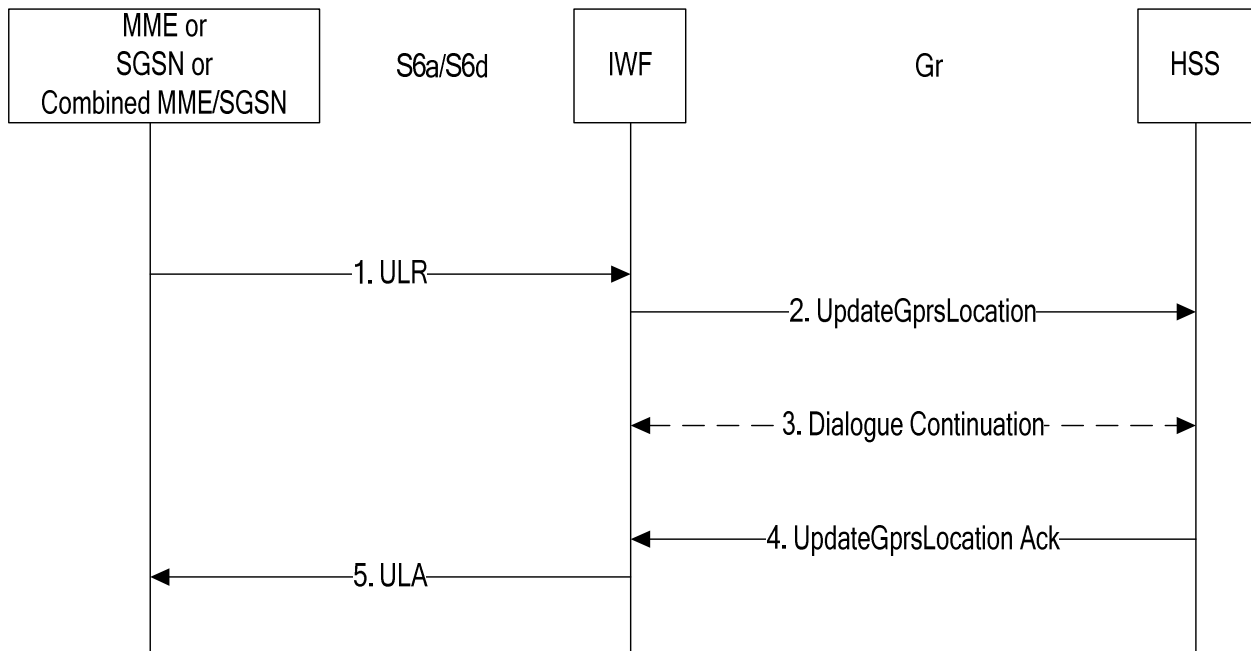 MME or
SGSN or
Combined MME/SGSN
S6a/S6d
IWF
Gr
HSS
1. ULR
2. UpdateGprsLocation
3. Dialogue Continuation
4. UpdateGprsLocation Ack
5. ULA